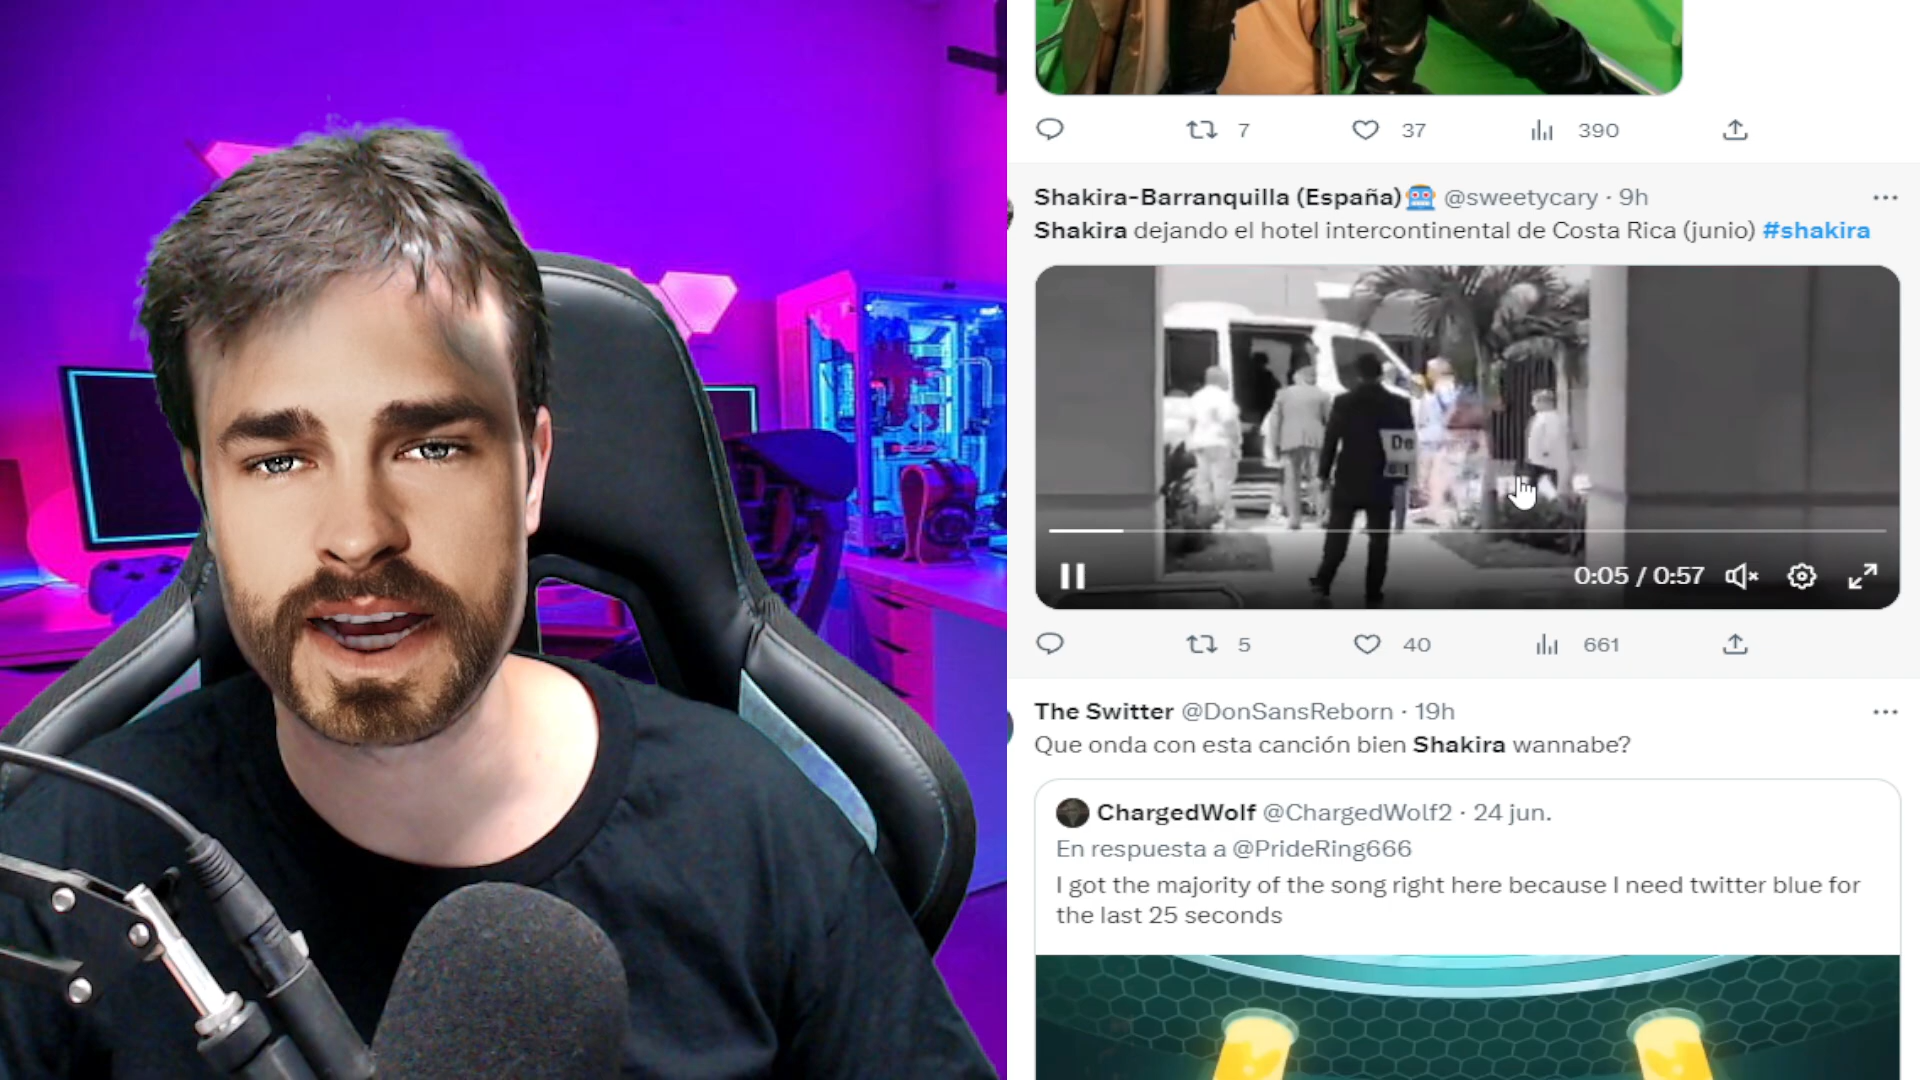 7 37 390
Shakira-Barranquilla (España)🤖 @sweetycary · 9h
Shakira dejando el hotel intercontinental de Costa Rica (junio) #shakira
De
0:05 / 0:57
5 40 661
The Switter @DonSansReborn · 19h
Que onda con esta canción bien Shakira wannabe?
ChargedWolf @ChargedWolf2 · 24 jun.
En respuesta a @PrideRing666
I got the majority of the song right here because I need twitter blue for
the last 25 seconds